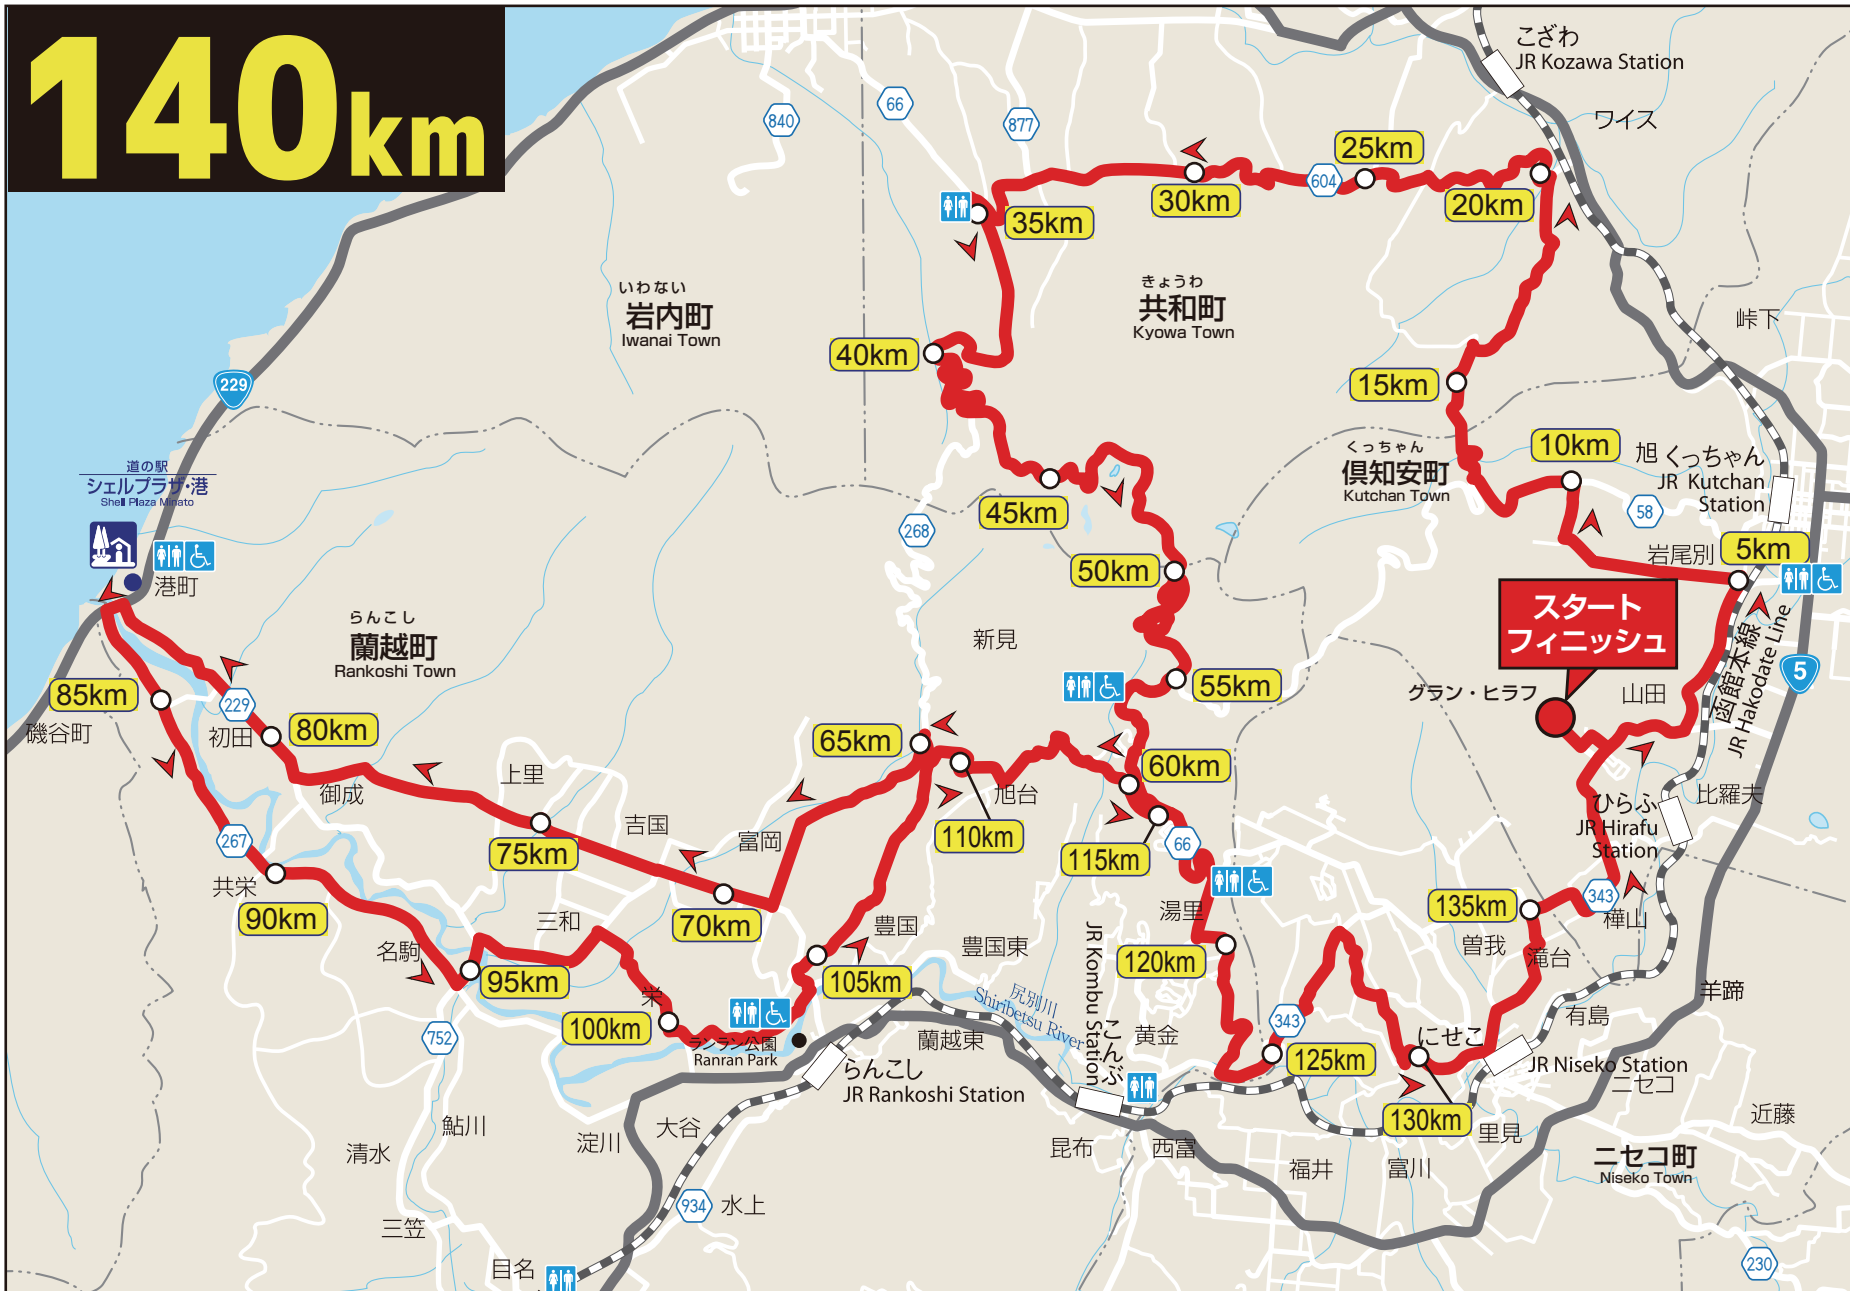 140km
こざわ
JR Kozawa Station
ワイス
66
840
877
25km
604
30km
20km
35km
いわない
岩内町
Iwanai Town
きょうわ
共和町
Kyowa Town
峠下
40km
15km
229
くっちゃん
倶知安町
Kutchan Town
10km
旭
くっちゃん
JR Kutchan
Station
58
道の駅
シェルプラザ・港
Shell Plaza Minato
45km
268
港町
50km
岩尾別
5km
スタート
フィニッシュ
グラン・ヒラフ
山田
函館本線
JR Hakodate Line
5
らんこし
蘭越町
Rankoshi Town
新見
55km
85km
229
磯谷町
初田
80km
65km
60km
旭台
110km
115km
66
比羅夫
ひらふ
JR Hirafu
Station
上里
御成
吉国
富岡
75km
267
共栄
90km
70km
三和
豊国
豊国東
湯里
120km
135km
343
樺山
曽我
滝台
名駒
95km
105km
栄
100km
ランラン公園
Ranran Park
尻別川
Shiribetsu River
JR Kombu Station
こんぶ
黄金
343
125km
にせこ
有島
羊蹄
752
蘭越東
らんこし
JR Rankoshi Station
JR Niseko Station
ニセコ
130km
里見
近藤
鮎川
清水
淀川
大谷
昆布
西富
福井
富川
ニセコ町
Niseko Town
934
水上
三笠
目名
230